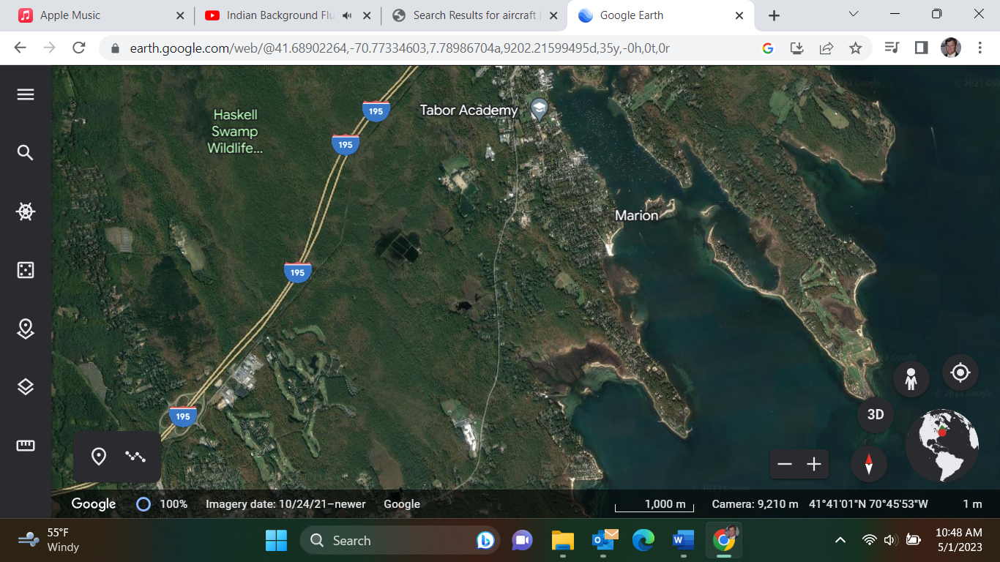 Apple Music
Indian Background Flu
Search Results for aircraft |
Google Earth
earth.google.com/web/@41.68902264,-70.77334603,7.78986704a,9202.21599495d,35y,-0h,0t,0r
Haskell
Swamp
Wildlife...
195
Tabor Academy
195
Marion
195
195
3D
Google
100%
Imagery date: 10/24/21–newer
Google
1,000 m
Camera: 9,210 m
41°41'01"N 70°45'53"W
1 m
55°F
Windy
Search
10:48 AM
5/1/2023